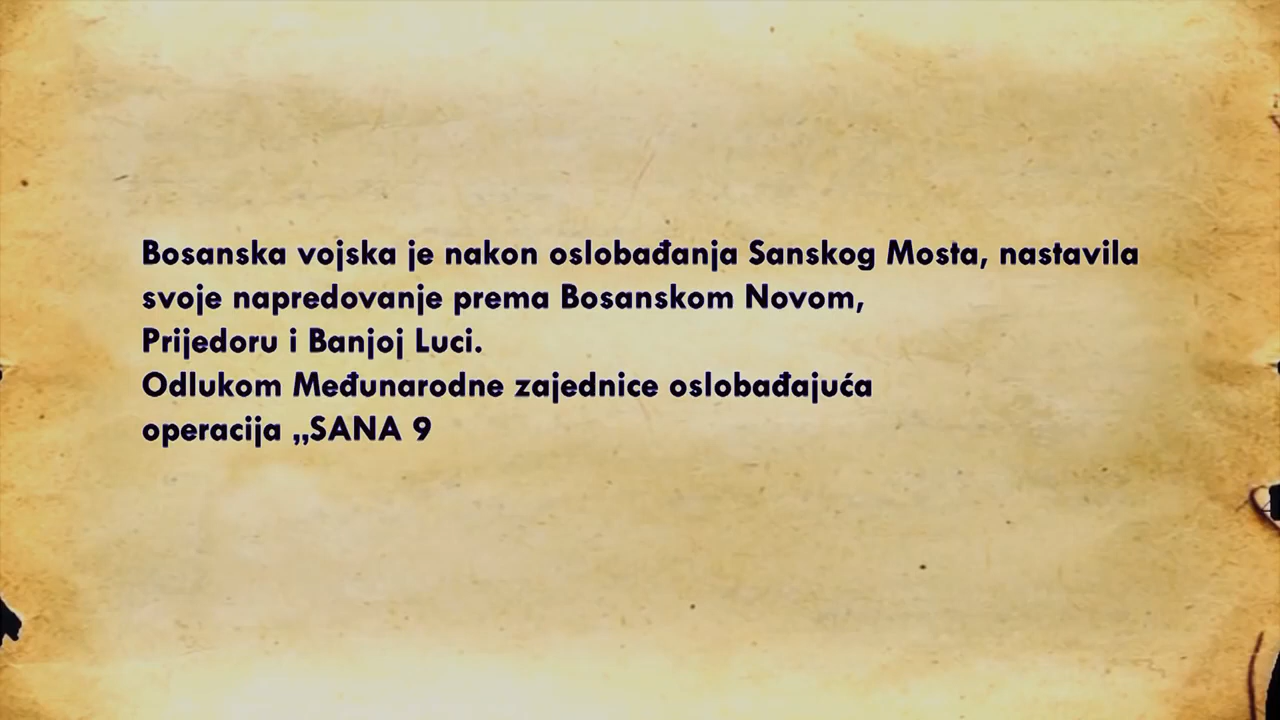 Bosanska vojska je nakon oslobađanja Sanskog Mosta, nastavila
svoje napredovanje prema Bosanskom Novom,
Prijedoru i Banjoj Luci.
Odlukom Međunarodne zajednice oslobađajuća
operacija ,,SANA 9